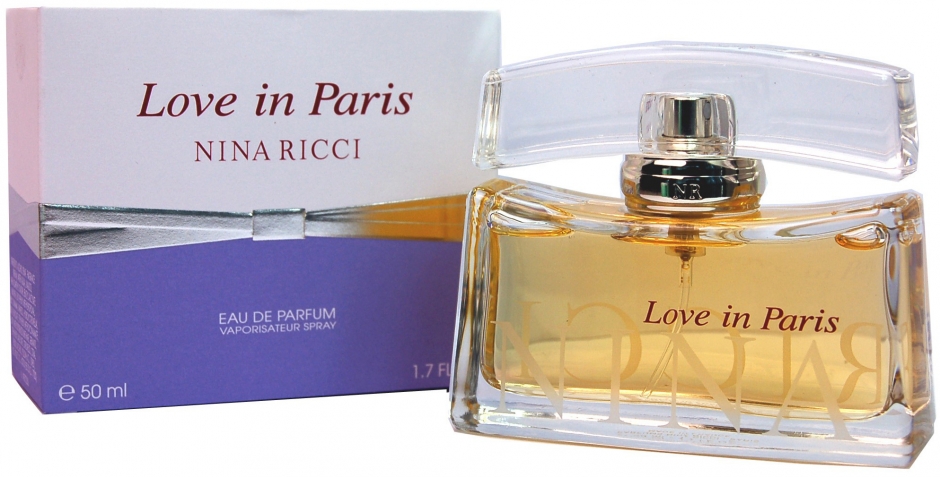 Love in Paris
NINA RICCI
EAU DE PARFUM
VAPORISATEUR SPRAY
℮ 50 ml
1.7 FL
NR
Love in Paris
NINA